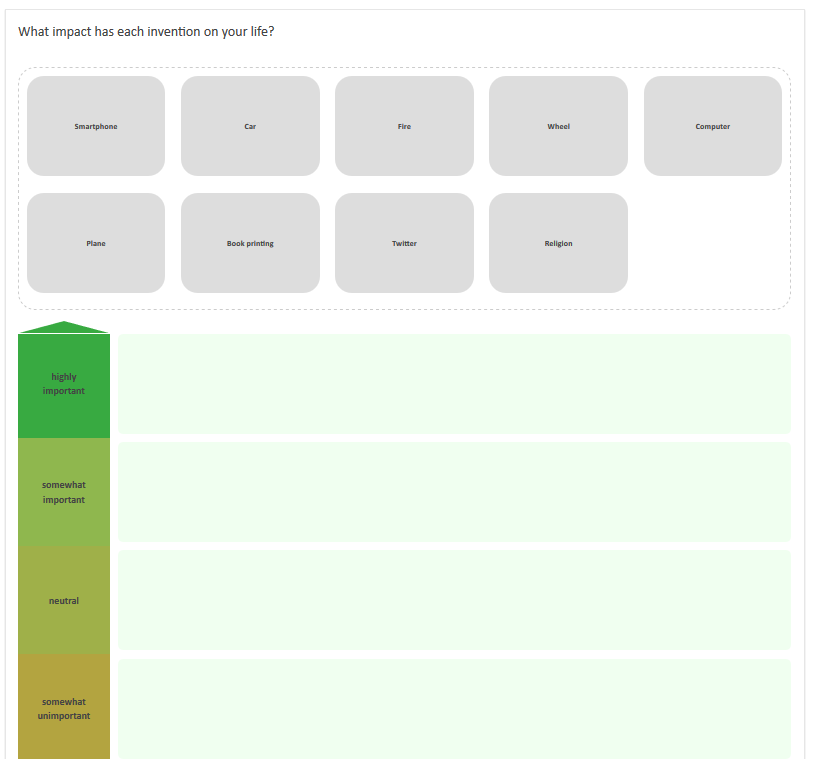 What impact has each invention on your life?
Smartphone
Car
Fire
Wheel
Computer
Plane
Book printing
Twitter
Religion
highly
important
somewhat
important
neutral
somewhat
unimportant